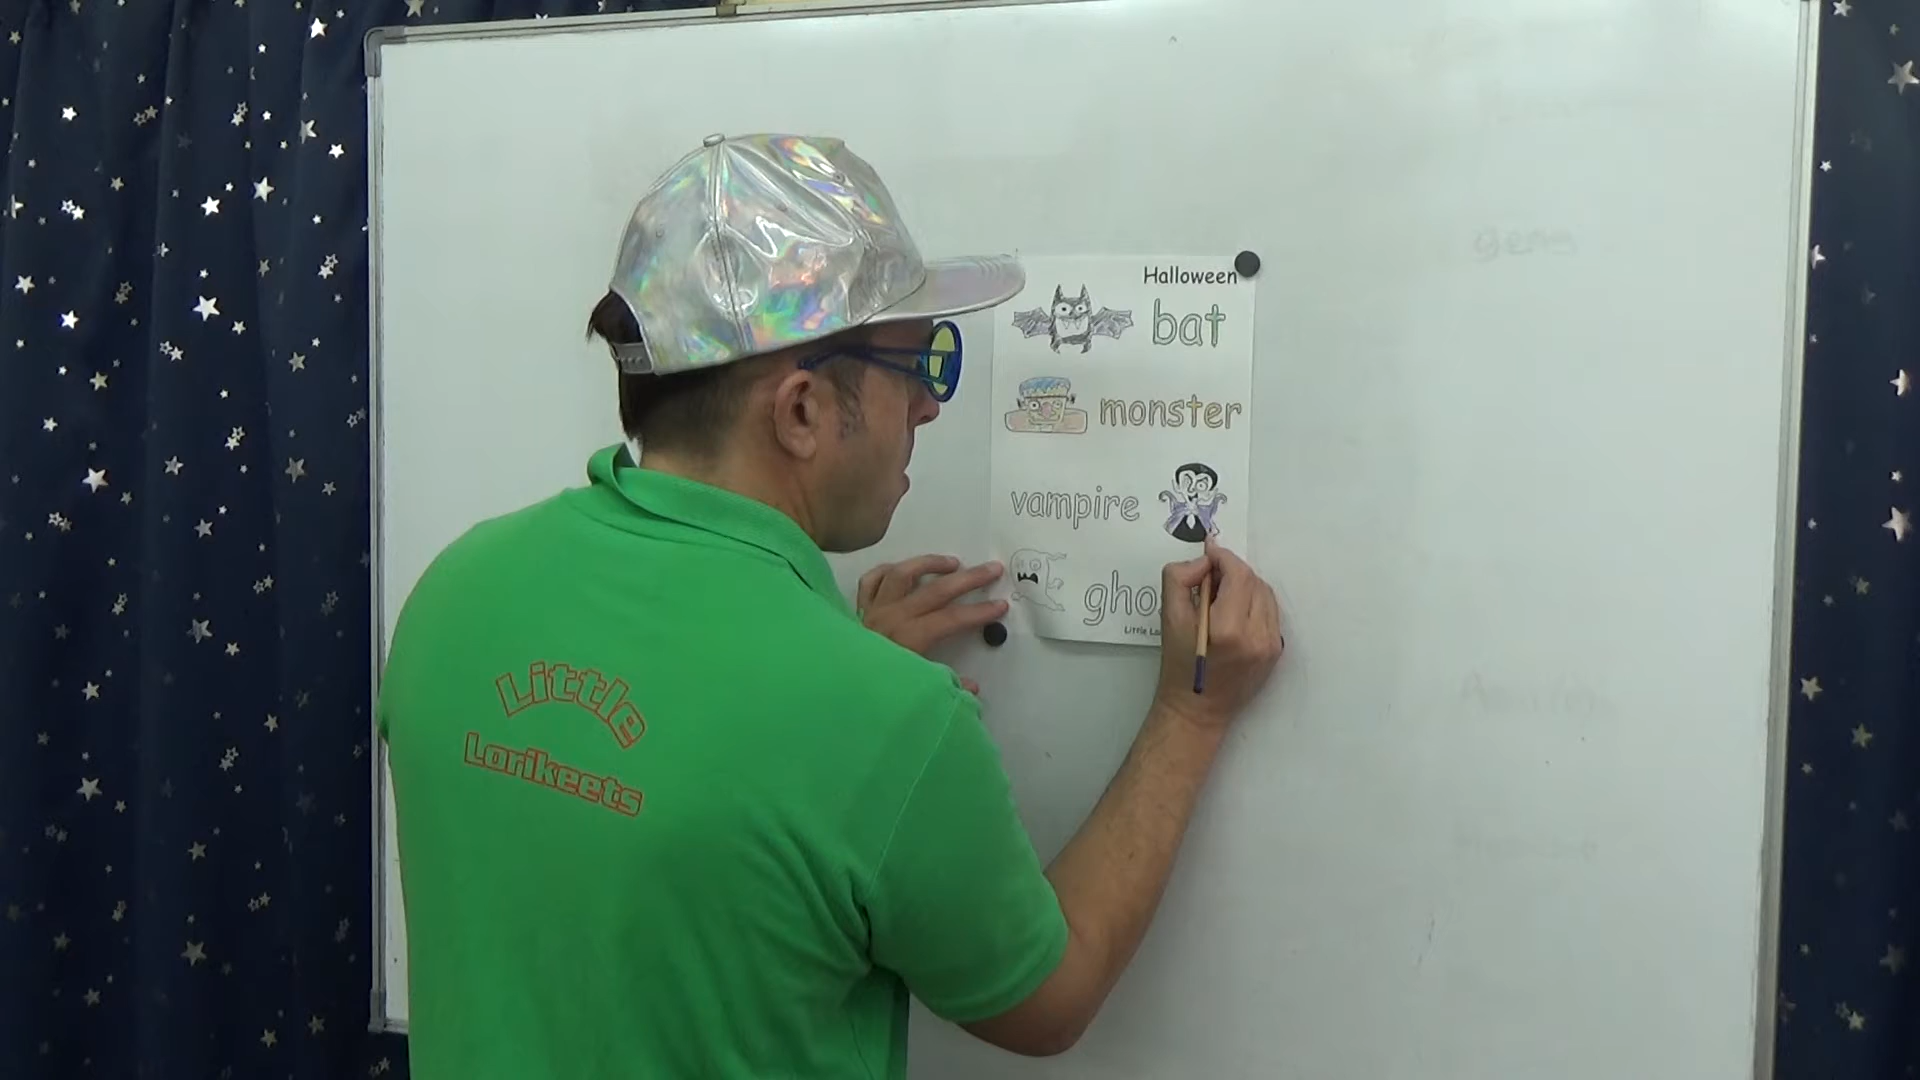 Halloween
bat
monster
vampire
Little
Lorikeets